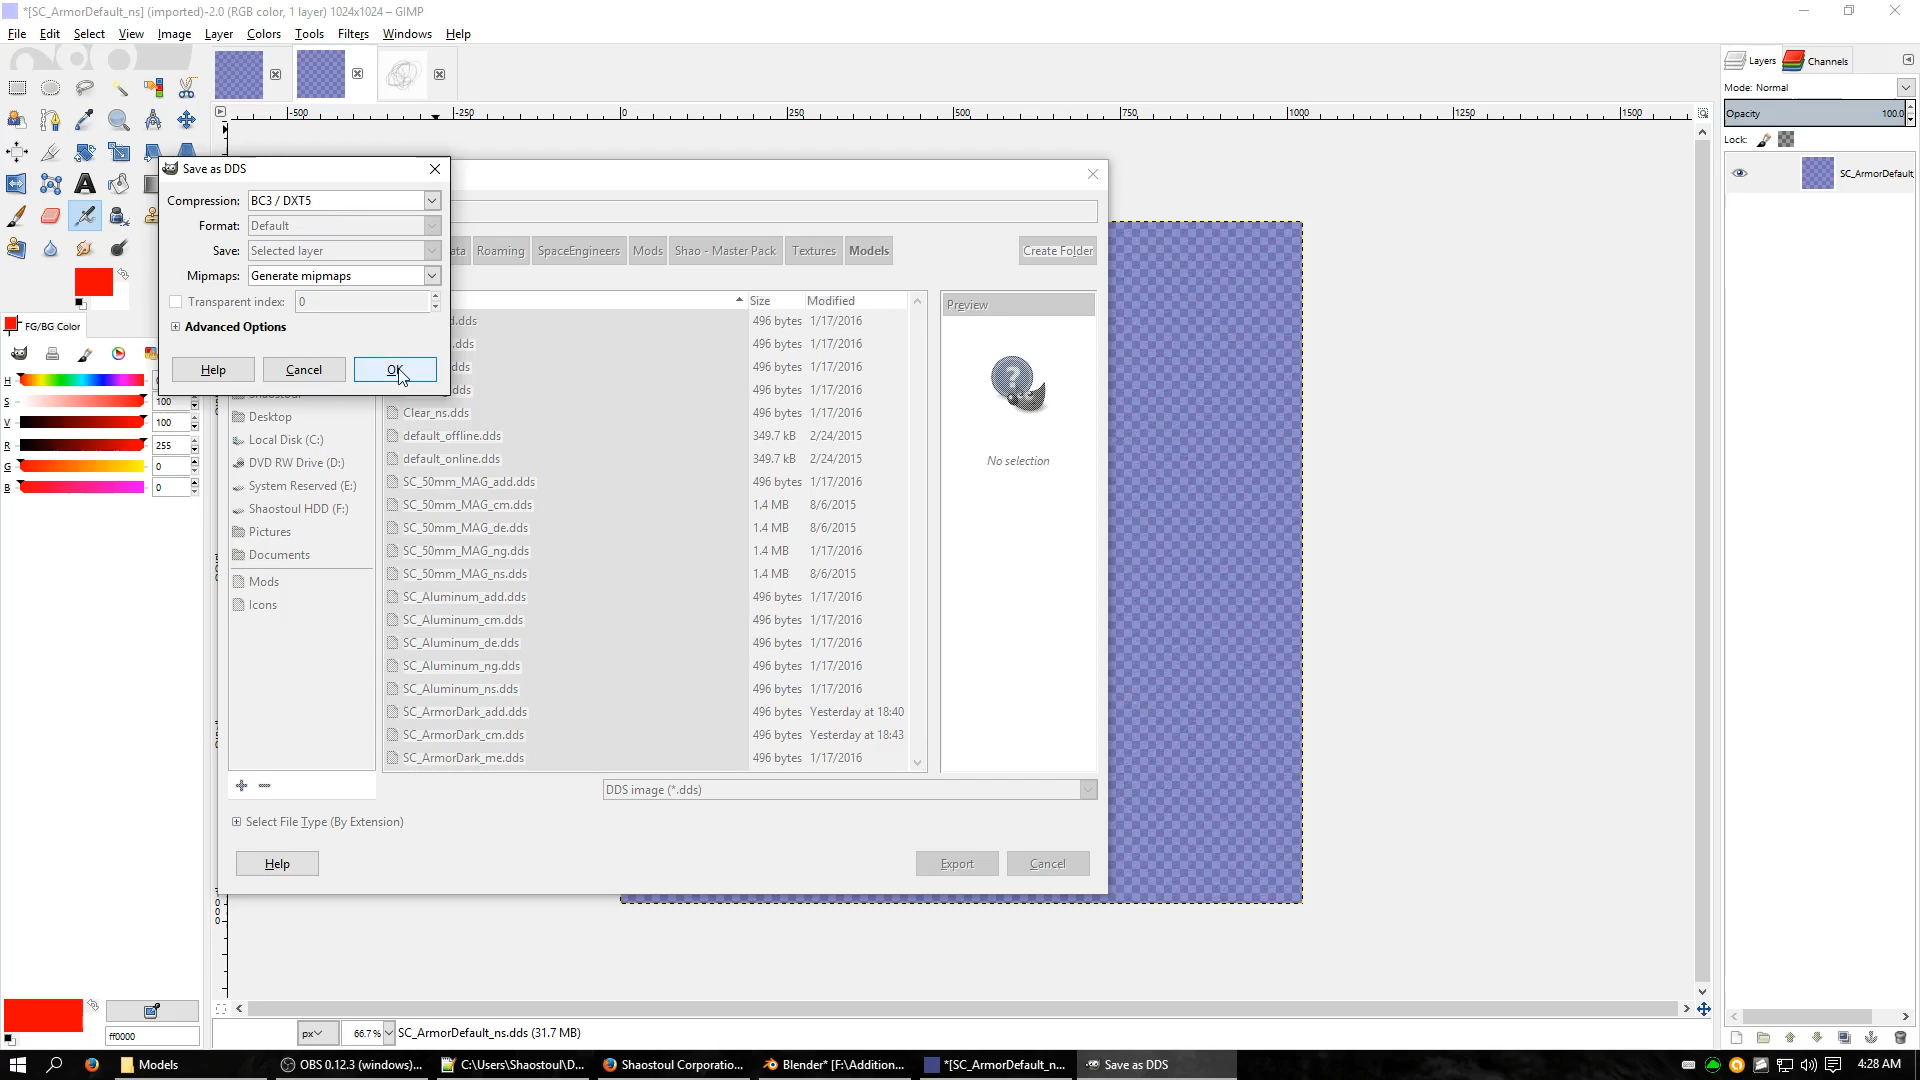 *[SC_ArmorDefault_ns] (imported)-2.0 (RGB color, 1 layer) 1024x1024 – GIMP
File Edit Select View Image Layer Colors Tools Filters Windows Help
Layers Channels
Mode: Normal
Opacity 100.0
Lock:
SC_ArmorDefault_
-500 -250 0 250 500 750 1000 1250 1500
Save as DDS
Compression: BC3 / DXT5
Format: Default
Save: Selected layer
Mipmaps: Generate mipmaps
Transparent index: 0
Advanced Options
Help Cancel OK
ata Roaming SpaceEngineers Mods Shao - Master Pack Textures Models Create Folder
Size Modified
Preview
No selection
d.dds 496 bytes 1/17/2016
.dds 496 bytes 1/17/2016
dds 496 bytes 1/17/2016
.dds 496 bytes 1/17/2016
Clear_ns.dds 496 bytes 1/17/2016
default_offline.dds 349.7 kB 2/24/2015
default_online.dds 349.7 kB 2/24/2015
SC_50mm_MAG_add.dds 496 bytes 1/17/2016
SC_50mm_MAG_cm.dds 1.4 MB 8/6/2015
SC_50mm_MAG_de.dds 1.4 MB 8/6/2015
SC_50mm_MAG_ng.dds 1.4 MB 1/17/2016
SC_50mm_MAG_ns.dds 1.4 MB 8/6/2015
SC_Aluminum_add.dds 496 bytes 1/17/2016
SC_Aluminum_cm.dds 496 bytes 1/17/2016
SC_Aluminum_de.dds 496 bytes 1/17/2016
SC_Aluminum_ng.dds 496 bytes 1/17/2016
SC_Aluminum_ns.dds 496 bytes 1/17/2016
SC_ArmorDark_add.dds 496 bytes Yesterday at 18:40
SC_ArmorDark_cm.dds 496 bytes Yesterday at 18:43
SC_ArmorDark_me.dds 496 bytes 1/17/2016
Desktop
Local Disk (C:)
DVD RW Drive (D:)
System Reserved (E:)
Shaostoul HDD (F:)
Pictures
Documents
Mods
Icons
DDS image (*.dds)
Select File Type (By Extension)
Help Export Cancel
FG/BG Color
H
S 100
V 100
R 255
G 0
B 0
ff0000
px 66.7% SC_ArmorDefault_ns.dds (31.7 MB)
Models
OBS 0.12.3 (windows)...
C:\Users\Shaostoul\D...
Shaostoul Corporatio...
Blender* [F:\Addition...
*[SC_ArmorDefault_n...
Save as DDS
4:28 AM